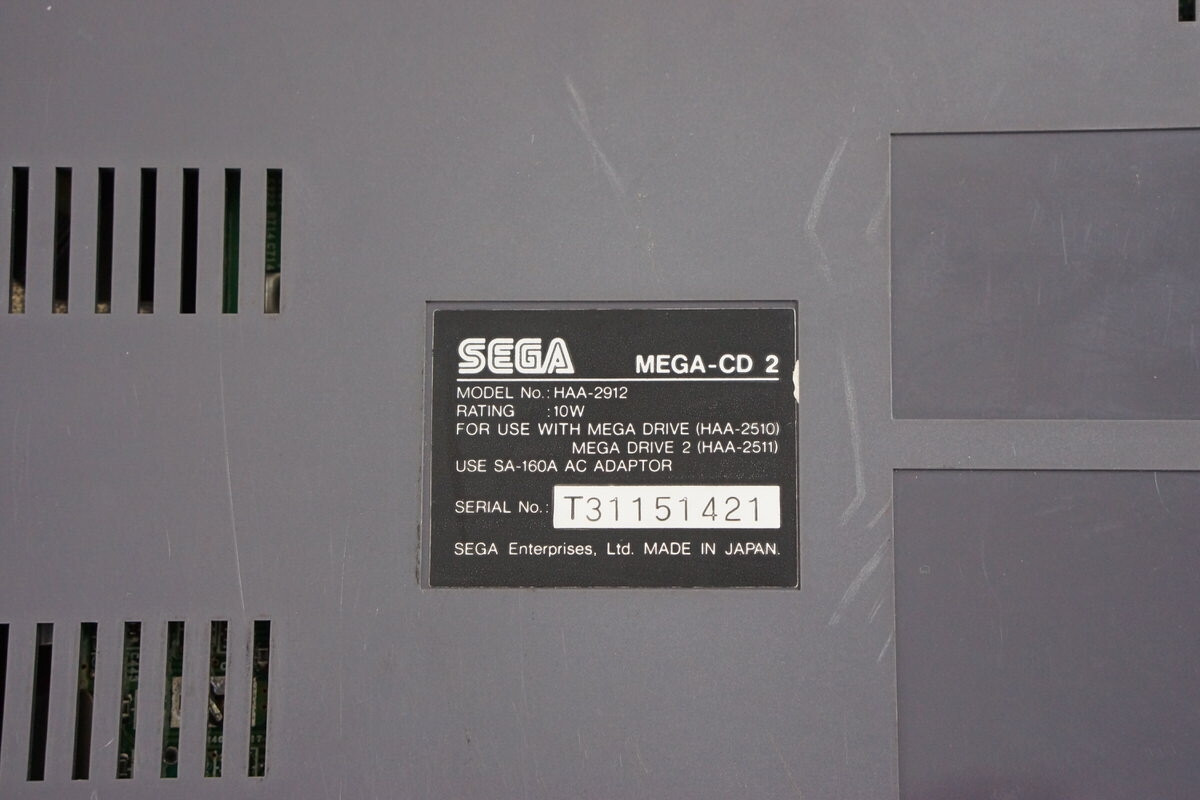 SEGA MEGA-CD 2
MODEL No.: HAA-2912
RATING :10W
FOR USE WITH MEGA DRIVE (HAA-2510)
MEGA DRIVE 2 (HAA-2511)
USE SA-160A AC ADAPTOR
SERIAL No.: T31151421
SEGA Enterprises, Ltd. MADE IN JAPAN.